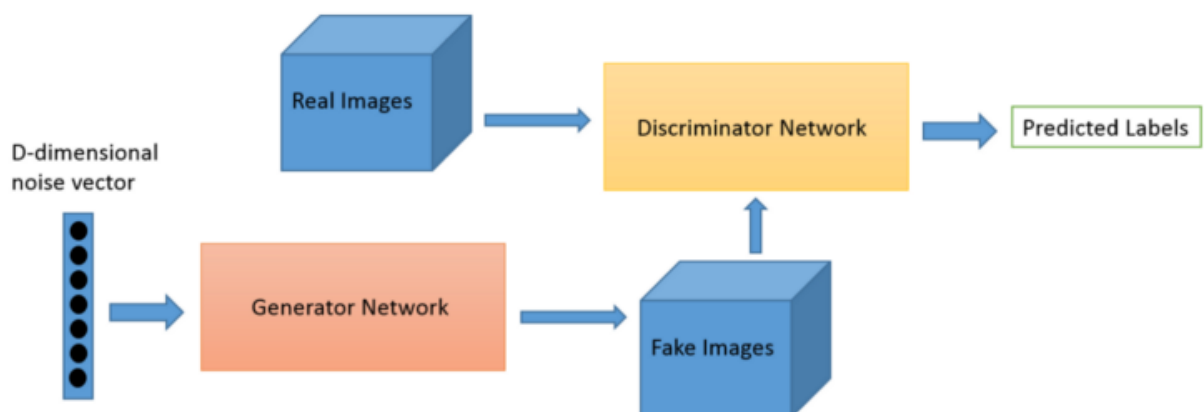 Real Images
Discriminator Network
Predicted Labels
D-dimensional
noise vector
Generator Network
Fake Images